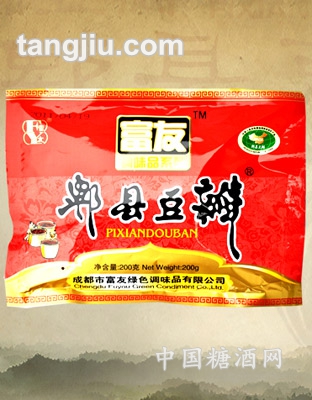 tangjiu.com
富友
TM
郫县豆瓣
®
PIXIANDOUBAN
净含量:200克 Net Weight:200g
成都市富友绿色调味品有限公司
Chengdu Fuyou Green Condiment Co.,Ltd
中国糖酒网